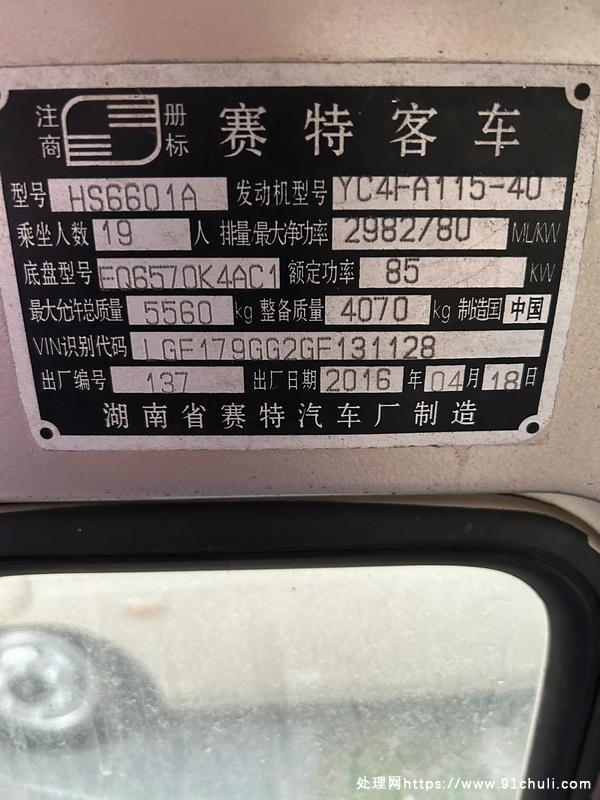 注册商标 赛特客车
型号 HS6601A 发动机型号 YC4FA115-40
乘坐人数 19 人 排量/最大净功率 2982/80 ML/KW
底盘型号 EQ6570K4AC1 额定功率 85 KW
最大允许总质量 5560 kg 整备质量 4070 kg 制造国 中国
VIN识别代码 LGF179GG2GF131128
出厂编号 137 出厂日期 2016 年 04 月 18 日
湖南省赛特汽车厂制造
处理网https://www.91chuli.com